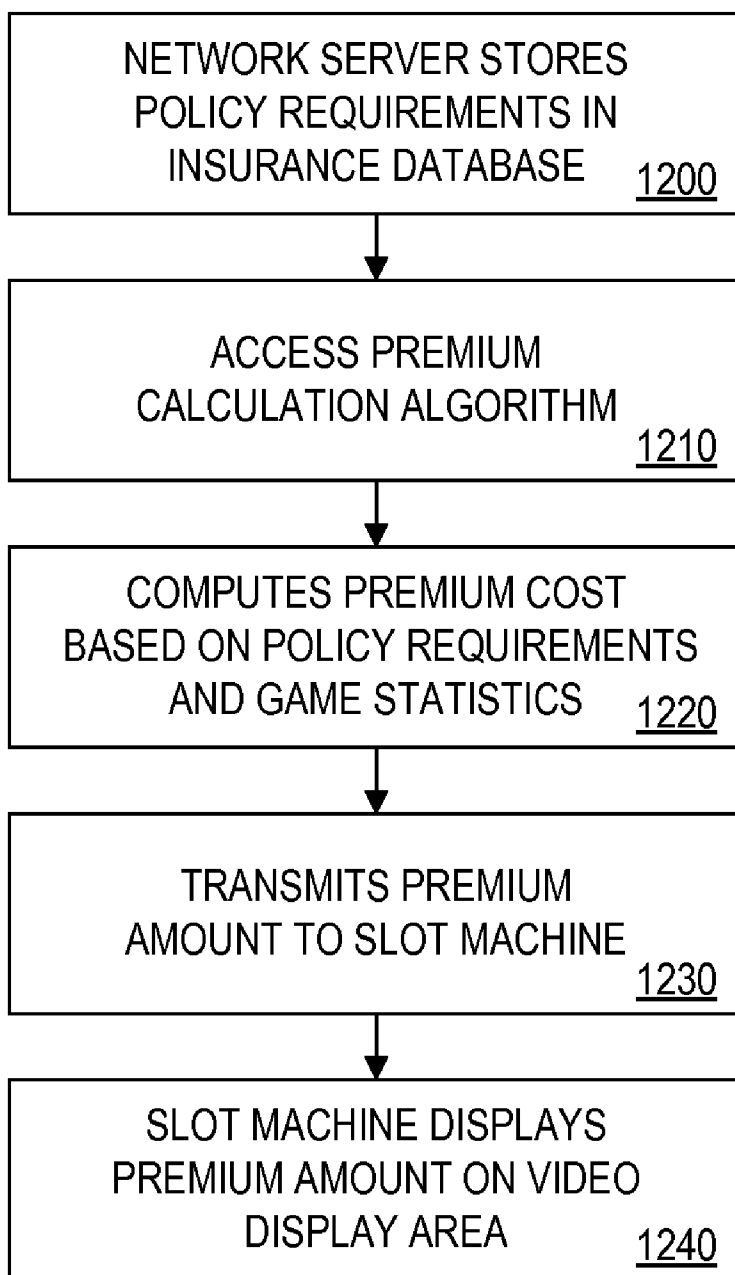 NETWORK SERVER STORES
POLICY REQUIREMENTS IN
INSURANCE DATABASE
1200
ACCESS PREMIUM
CALCULATION ALGORITHM
1210
COMPUTES PREMIUM COST
BASED ON POLICY REQUIREMENTS
AND GAME STATISTICS
1220
TRANSMITS PREMIUM
AMOUNT TO SLOT MACHINE
1230
SLOT MACHINE DISPLAYS
PREMIUM AMOUNT ON VIDEO
DISPLAY AREA
1240